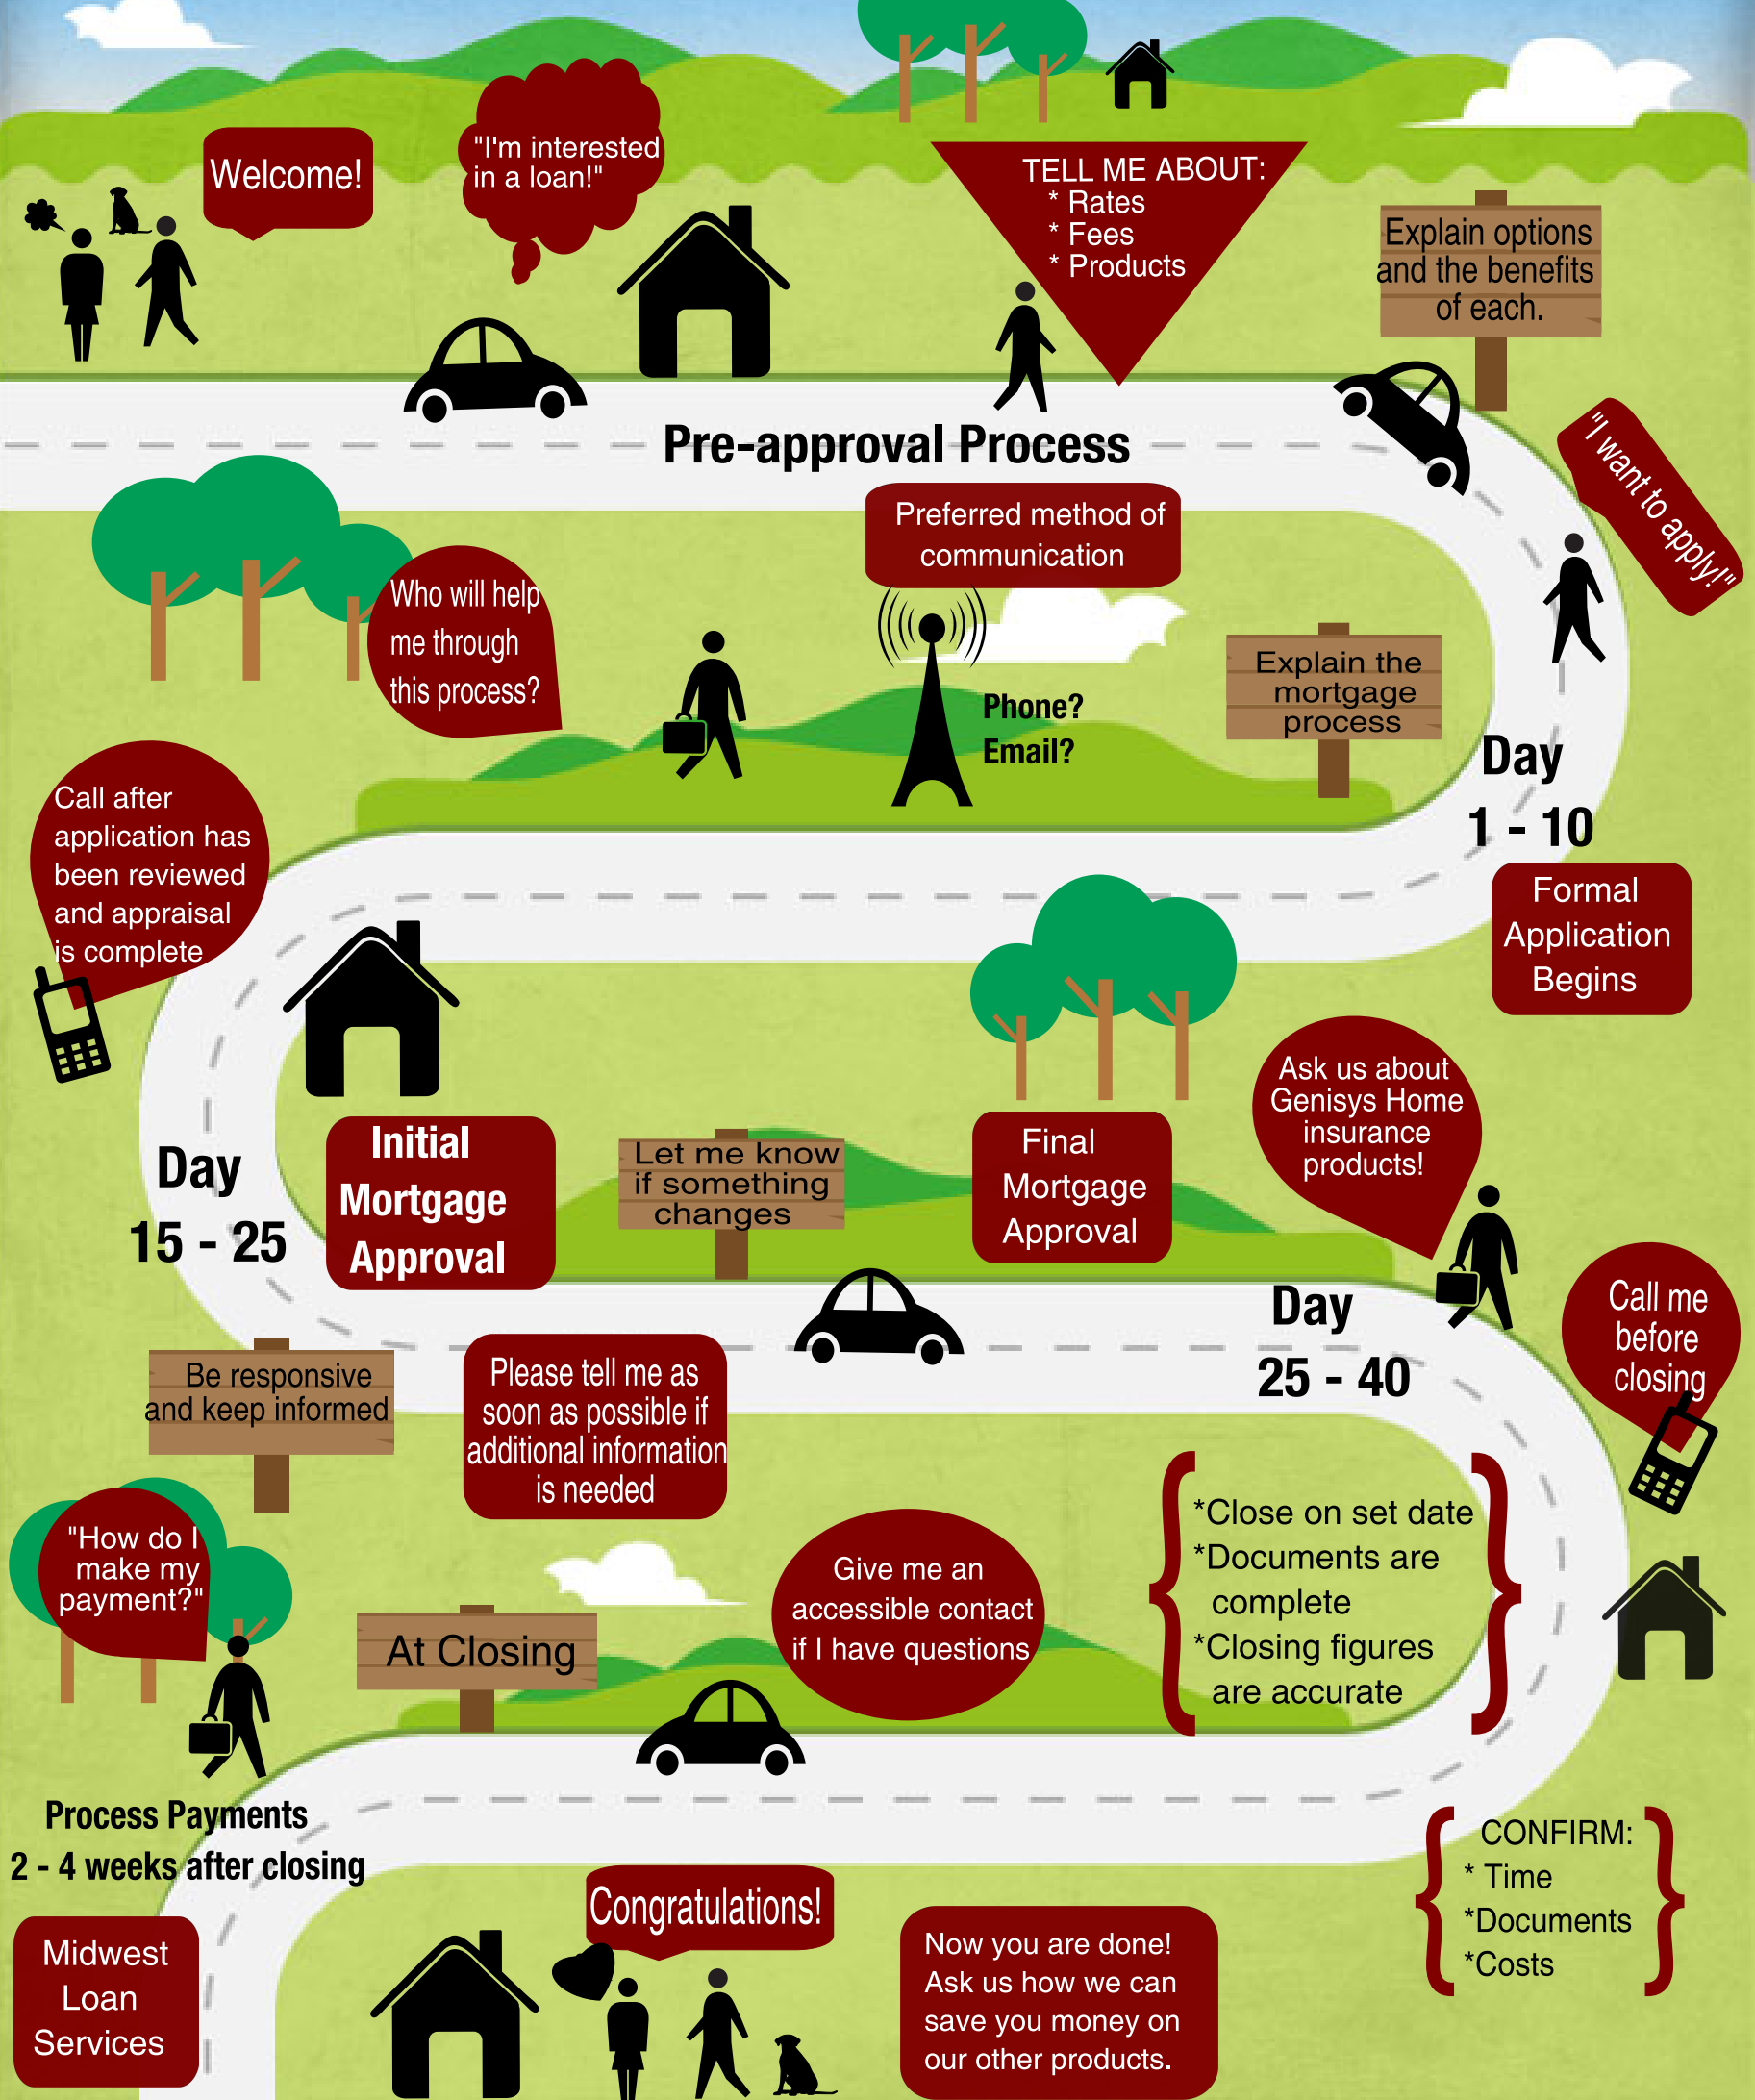 Welcome!
"I'm interested
in a loan!"
TELL ME ABOUT:
* Rates
* Fees
* Products
Explain options
and the benefits
of each.
Pre-approval Process
"I want to apply!"
Preferred method of
communication
Who will help
me through
this process?
Phone?
Email?
Explain the
mortgage
process
Day
1 - 10
Formal
Application
Begins
Call after
application has
been reviewed
and appraisal
is complete
Day
15 - 25
Initial
Mortgage
Approval
Let me know
if something
changes
Final
Mortgage
Approval
Ask us about
Genisys Home
insurance
products!
Day
25 - 40
Call me
before
closing
Be responsive
and keep informed
Please tell me as
soon as possible if
additional information
is needed
*Close on set date
*Documents are
complete
*Closing figures
are accurate
Give me an
accessible contact
if I have questions
"How do I
make my
payment?"
At Closing
Process Payments
2 - 4 weeks after closing
CONFIRM:
* Time
*Documents
*Costs
Midwest
Loan
Services
Congratulations!
Now you are done!
Ask us how we can
save you money on
our other products.